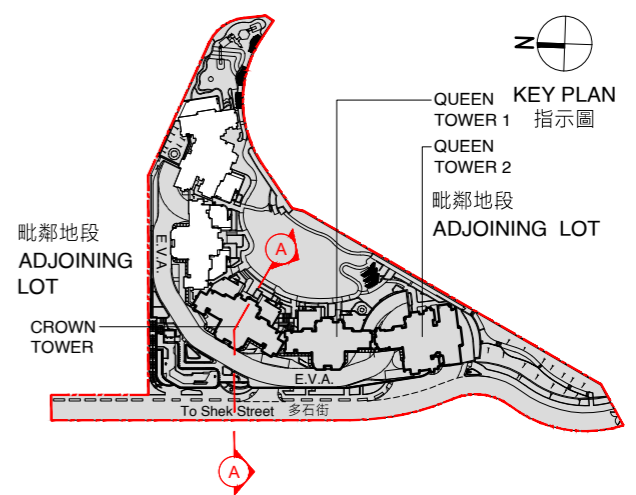 N
KEY PLAN
指示圖
QUEEN
TOWER 1
QUEEN
TOWER 2
毗鄰地段
ADJOINING LOT
毗鄰地段
ADJOINING
LOT
E.V.A.
A
CROWN
TOWER
E.V.A.
To Shek Street 多石街
A